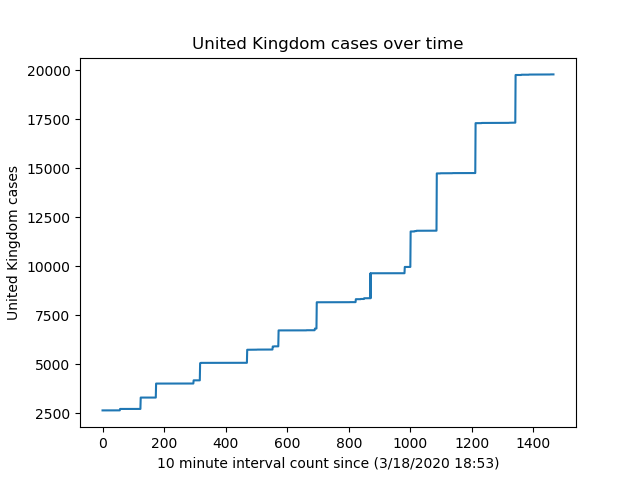 United Kingdom cases over time
20000
17500
15000
12500
10000
7500
5000
2500
United Kingdom cases
0 200 400 600 800 1000 1200 1400
10 minute interval count since (3/18/2020 18:53)